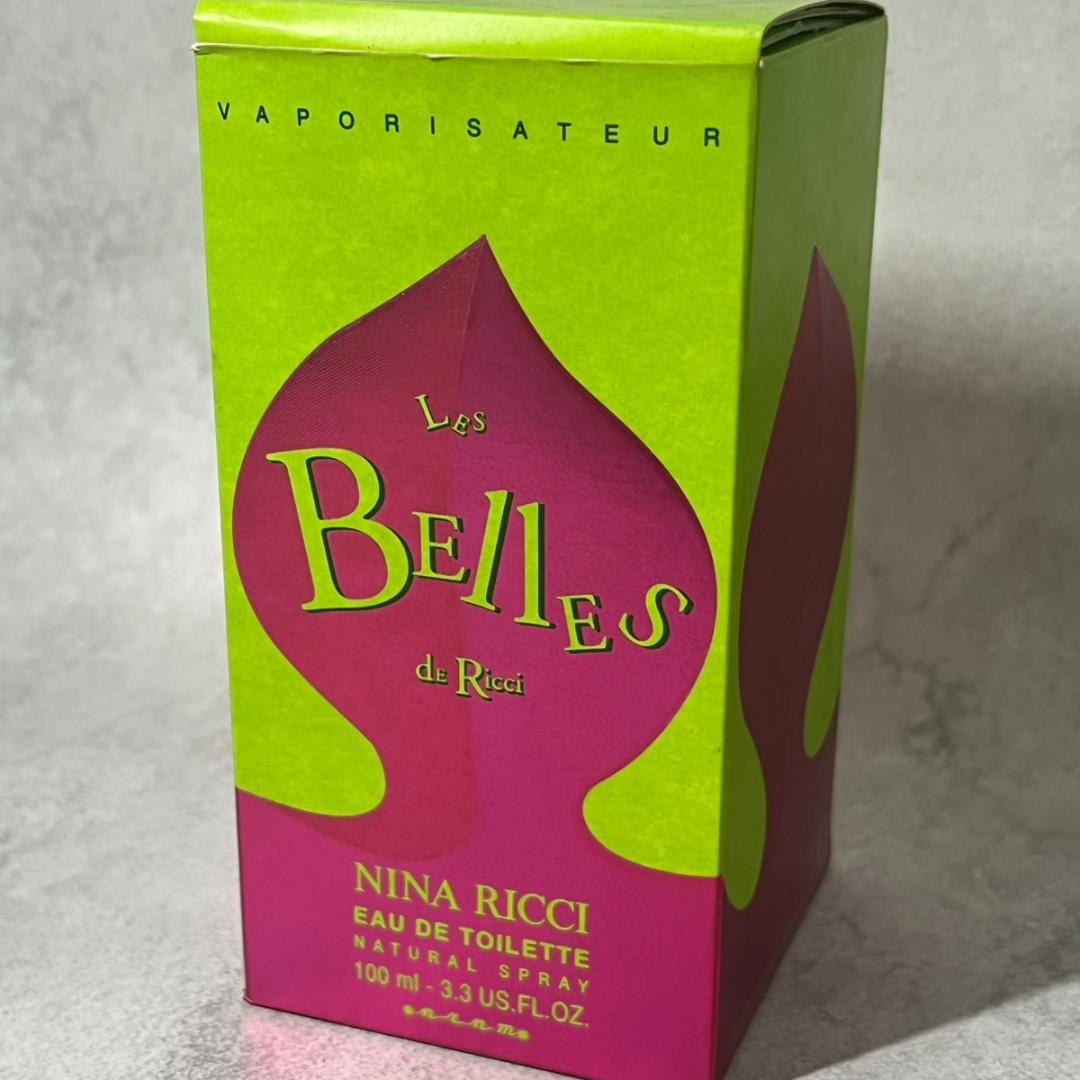 VAPORISATEUR
LES
BEllES
dE Ricci
NINA RICCI
EAU DE TOILETTE
NATURAL SPRAY
100 ml - 3.3 US.FL.OZ.